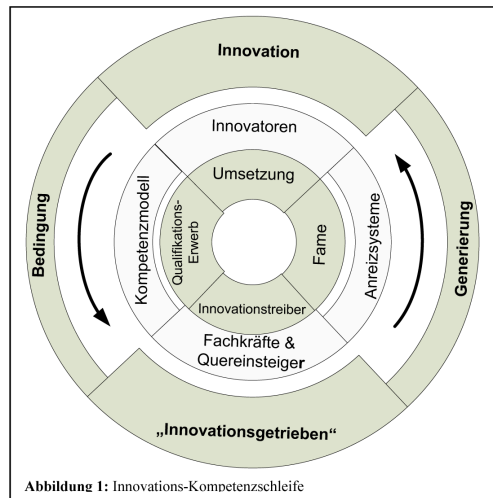 Innovation
Innovatoren
Umsetzung
Bedingung
Kompetenzmodell
Qualifikations-
Erwerb
Fame
Anreizsysteme
Generierung
Innovationstreiber
Fachkräfte &
Quereinsteiger
„Innovationsgetrieben“
Abbildung 1: Innovations-Kompetenzschleife